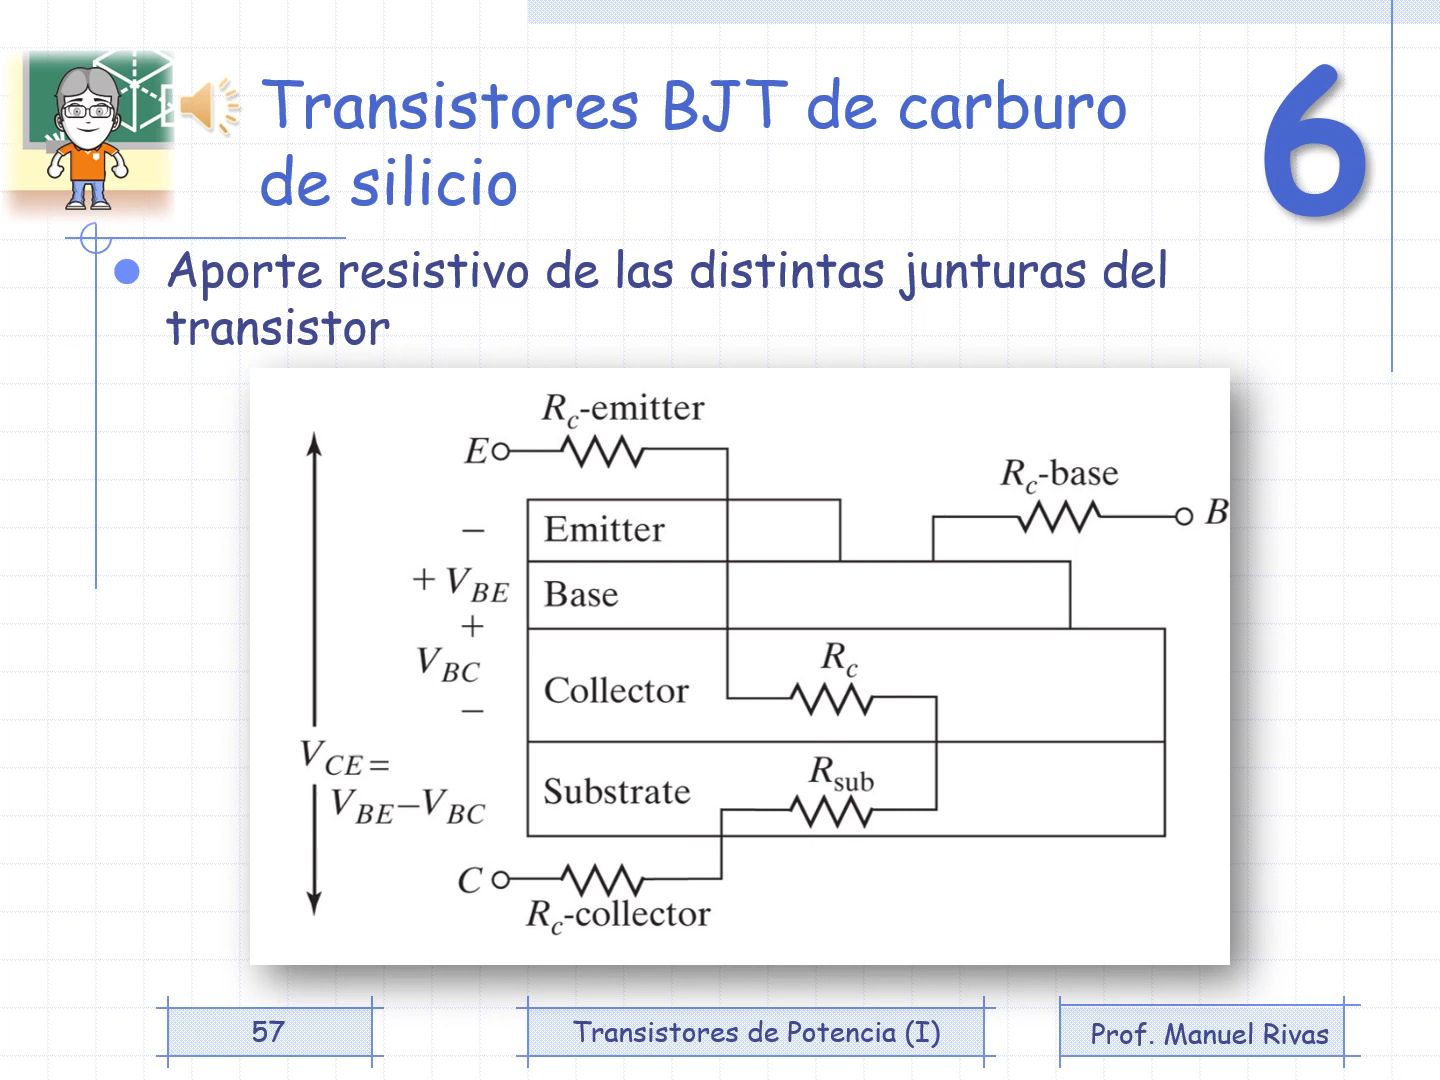 Transistores BJT de carburo
de silicio
6
Aporte resistivo de las distintas junturas del
transistor
Rc-emitter
E
Rc-base
B
−
Emitter
+ VBE
Base
+
VBC
Rc
Collector
−
VCE =
VBE−VBC
Rsub
Substrate
C
Rc-collector
57
Transistores de Potencia (I)
Prof. Manuel Rivas